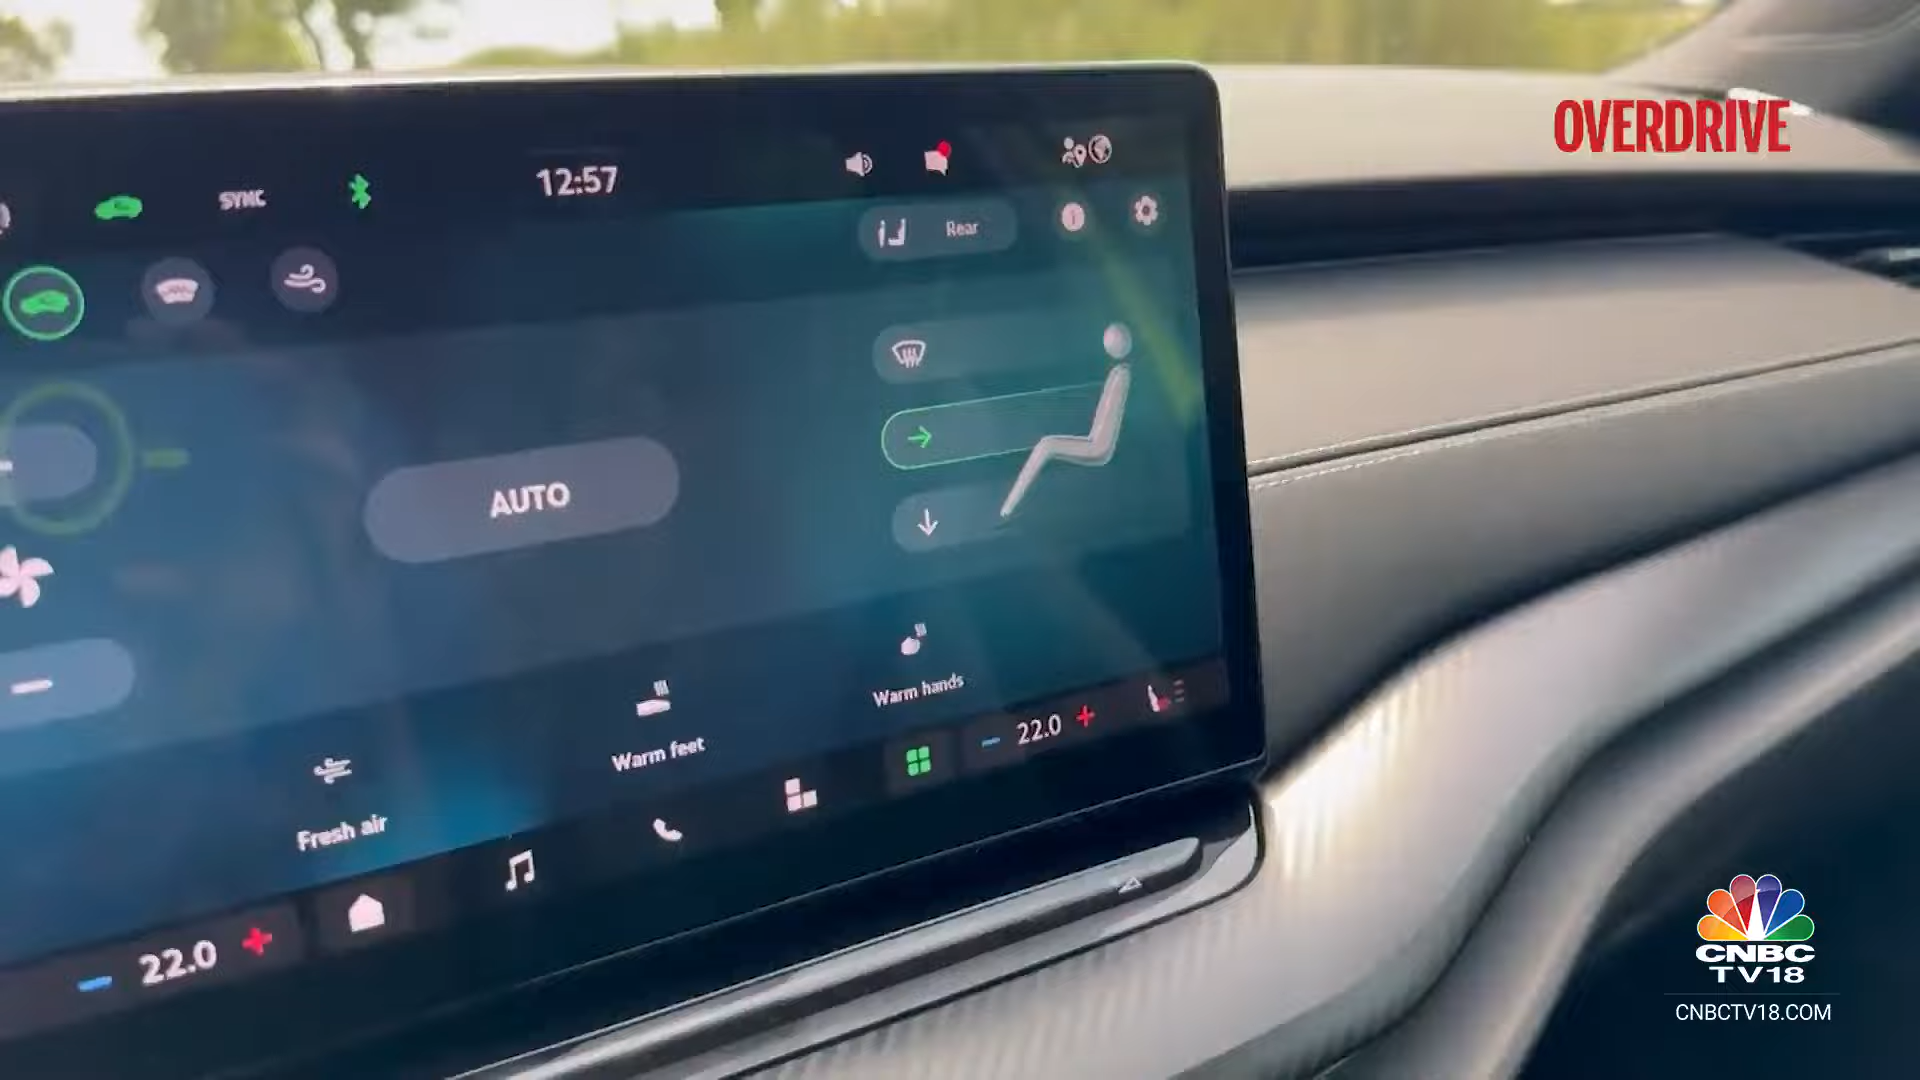 OVERDRIVE
SYNC
12:57
Rear
AUTO
Warm hands
Warm feet
Fresh air
22.0
22.0
CNBC
TV18
CNBCTV18.COM